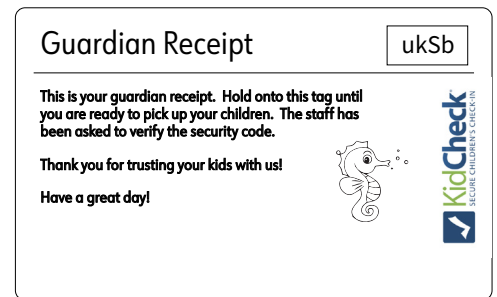 Guardian Receipt
ukSb
This is your guardian receipt. Hold onto this tag until
you are ready to pick up your children. The staff has
been asked to verify the security code.
Thank you for trusting your kids with us!
Have a great day!
KidCheck
SECURE CHILDREN'S CHECK-IN